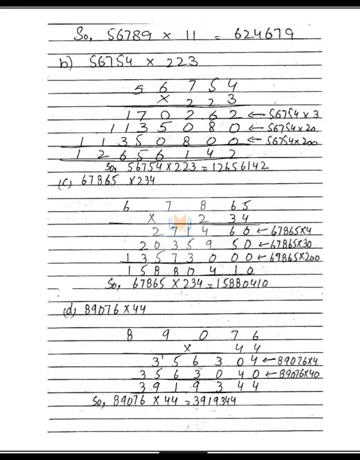 So, 56789 × 11 = 624679
b) 56754 × 223
5 6 7 5 4
× 2 2 3
1 7 0 2 6 2 ← 56754 × 3
1 1 3 5 0 8 0 ← 56754 × 20
1 1 3 5 0 8 0 0 ← 56754 × 200
1 2 6 5 6 1 4 2
So, 56754 × 223 = 12656142
(c) 67865 × 234
6 7 8 6 5
× 2 3 4
2 7 1 4 6 0 ← 67865 × 4
2 0 3 5 9 5 0 ← 67865 × 30
1 3 5 7 3 0 0 0 ← 67865 × 200
1 5 8 8 0 4 1 0
So, 67865 × 234 = 15880410
(d) 89076 × 44
8 9 0 7 6
× 4 4
3 5 6 3 0 4 ← 89076 × 4
3 5 6 3 0 4 0 ← 89076 × 40
3 9 1 9 3 4 4
So, 89076 × 44 = 3919344